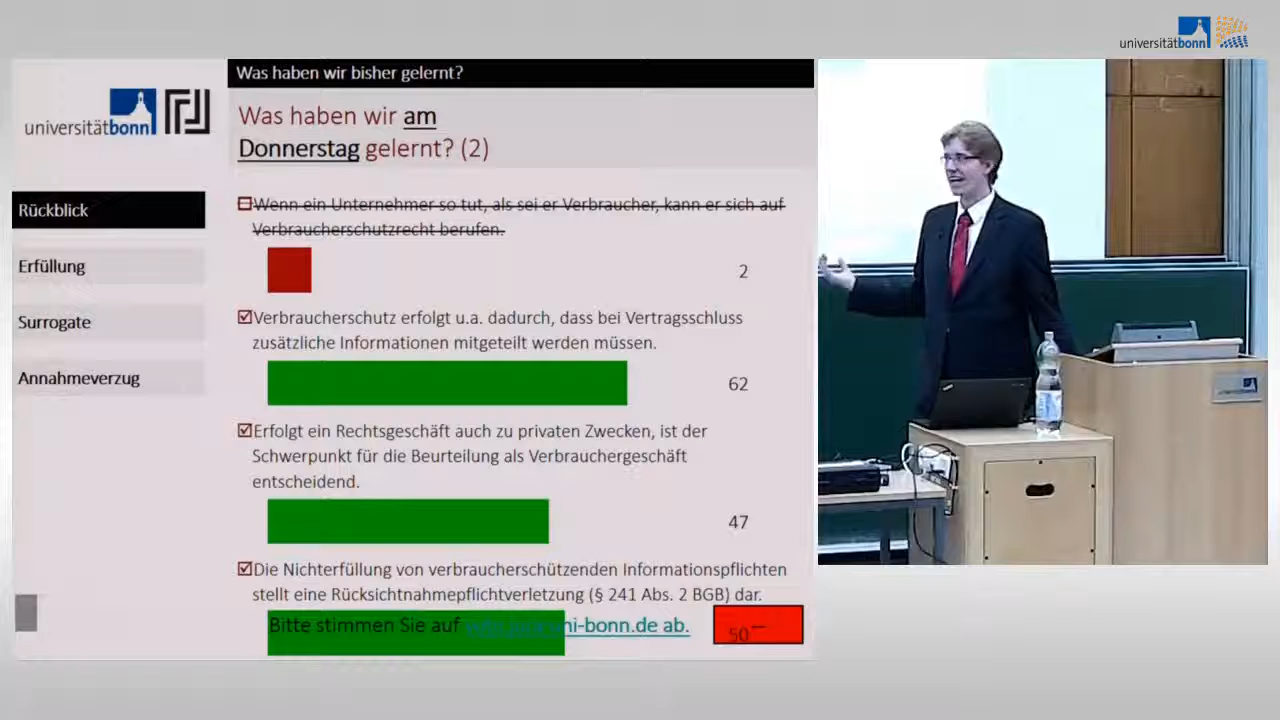 universitätbonn
Was haben wir bisher gelernt?
universitätbonn
Was haben wir am
Donnerstag gelernt? (2)
Rückblick
Erfüllung
Surrogate
Annahmeverzug
Wenn ein Unternehmer so tut, als sei er Verbraucher, kann er sich auf
Verbraucherschutzrecht berufen.
2
Verbraucherschutz erfolgt u.a. dadurch, dass bei Vertragsschluss
zusätzliche Informationen mitgeteilt werden müssen.
62
Erfolgt ein Rechtsgeschäft auch zu privaten Zwecken, ist der
Schwerpunkt für die Beurteilung als Verbrauchergeschäft
entscheidend.
47
Die Nichterfüllung von verbraucherschützenden Informationspflichten
stellt eine Rücksichtnahmepflichtverletzung (§ 241 Abs. 2 BGB) dar.
Bitte stimmen Sie auf uni-bonn.de ab.
50